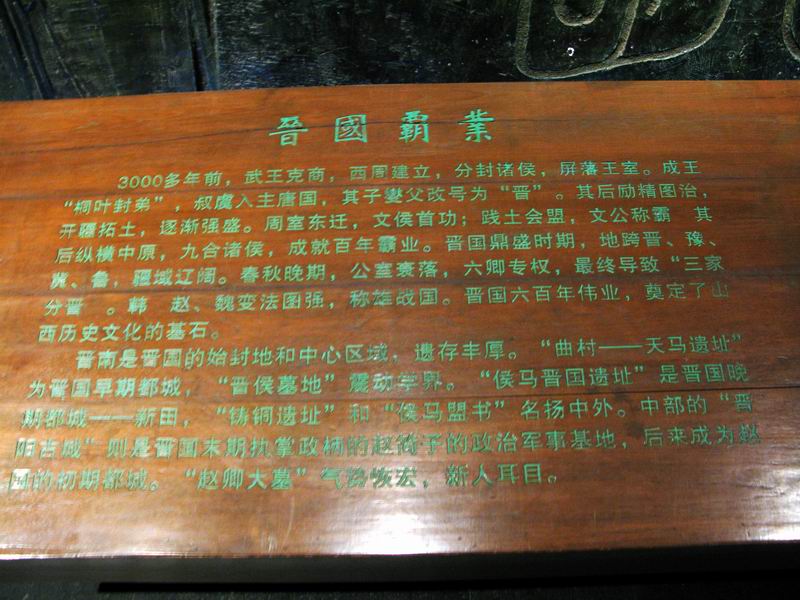 晉國霸業
3000多年前，武王克商，西周建立，分封诸侯，屏藩王室。成王
“桐叶封弟”，叔虞入主唐国，其子燮父改号为“晋”。其后励精图治，
开疆拓土，逐渐强盛。周室东迁，文侯首功；践土会盟，文公称霸 其
后纵横中原，九合诸侯，成就百年霸业。晋国鼎盛时期，地跨晋、豫、
冀、鲁，疆域辽阔。春秋晚期，公室衰落，六卿专权，最终导致“三家
分晋 。韩 赵、魏变法图强，称雄战国。晋国六百年伟业，奠定了山
西历史文化的基石。
晋南是晋国的始封地和中心区域，遗存丰厚。“曲村——天马遗址”
为晋国早期都城，“晋侯墓地”震动学界。“侯马晋国遗址”是晋国晚
期都城——新田，“铸铜遗址”和“侯马盟书”名扬中外。中部的“晋
阳古城”则是晋国末期执掌政柄的赵简子的政治军事基地，后来成为赵
国的初期都城。“赵卿大墓”气势恢宏，新人耳目。